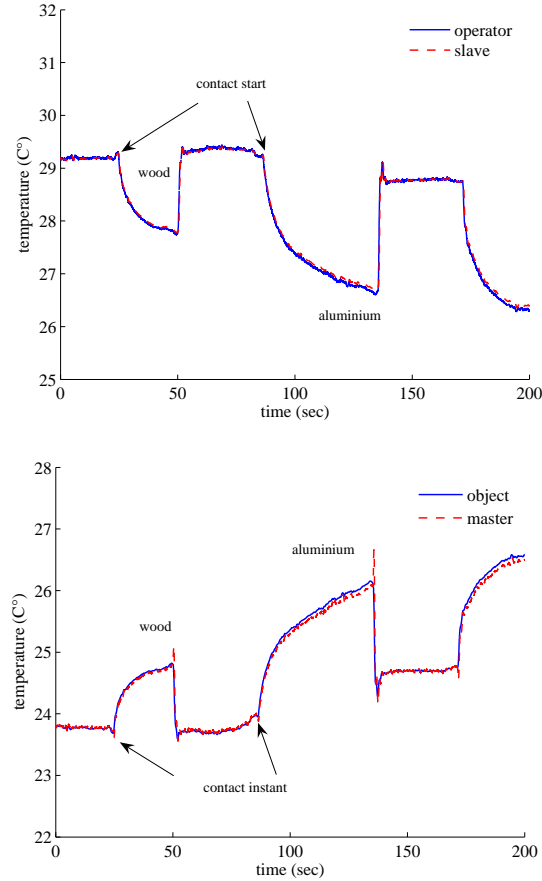 32
31
30
29
28
27
26
25
0
50
100
150
200
temperature (C°)
time (sec)
operator
slave
contact start
wood
aluminium
28
27
26
25
24
23
22
0
50
100
150
200
temperature (C°)
time (sec)
object
master
aluminium
wood
contact instant